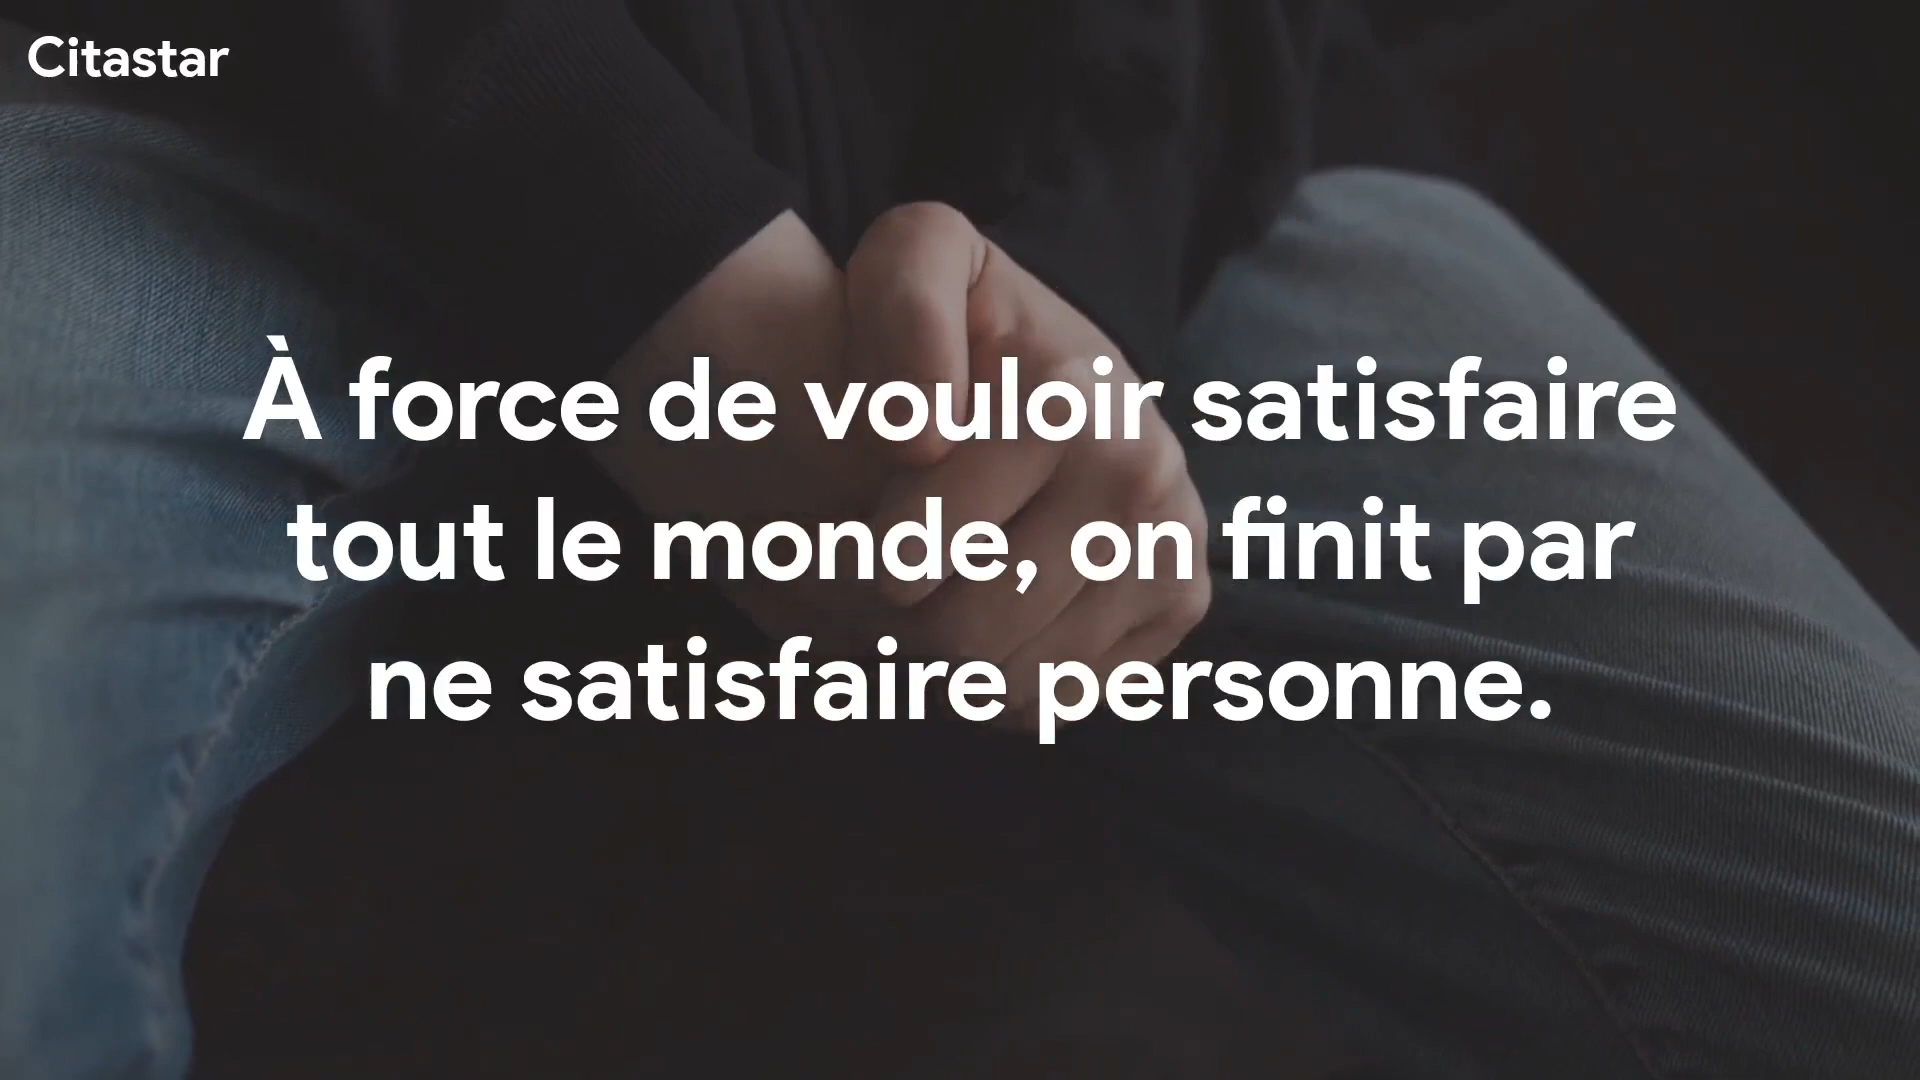 Citastar
À force de vouloir satisfaire
tout le monde, on finit par
ne satisfaire personne.